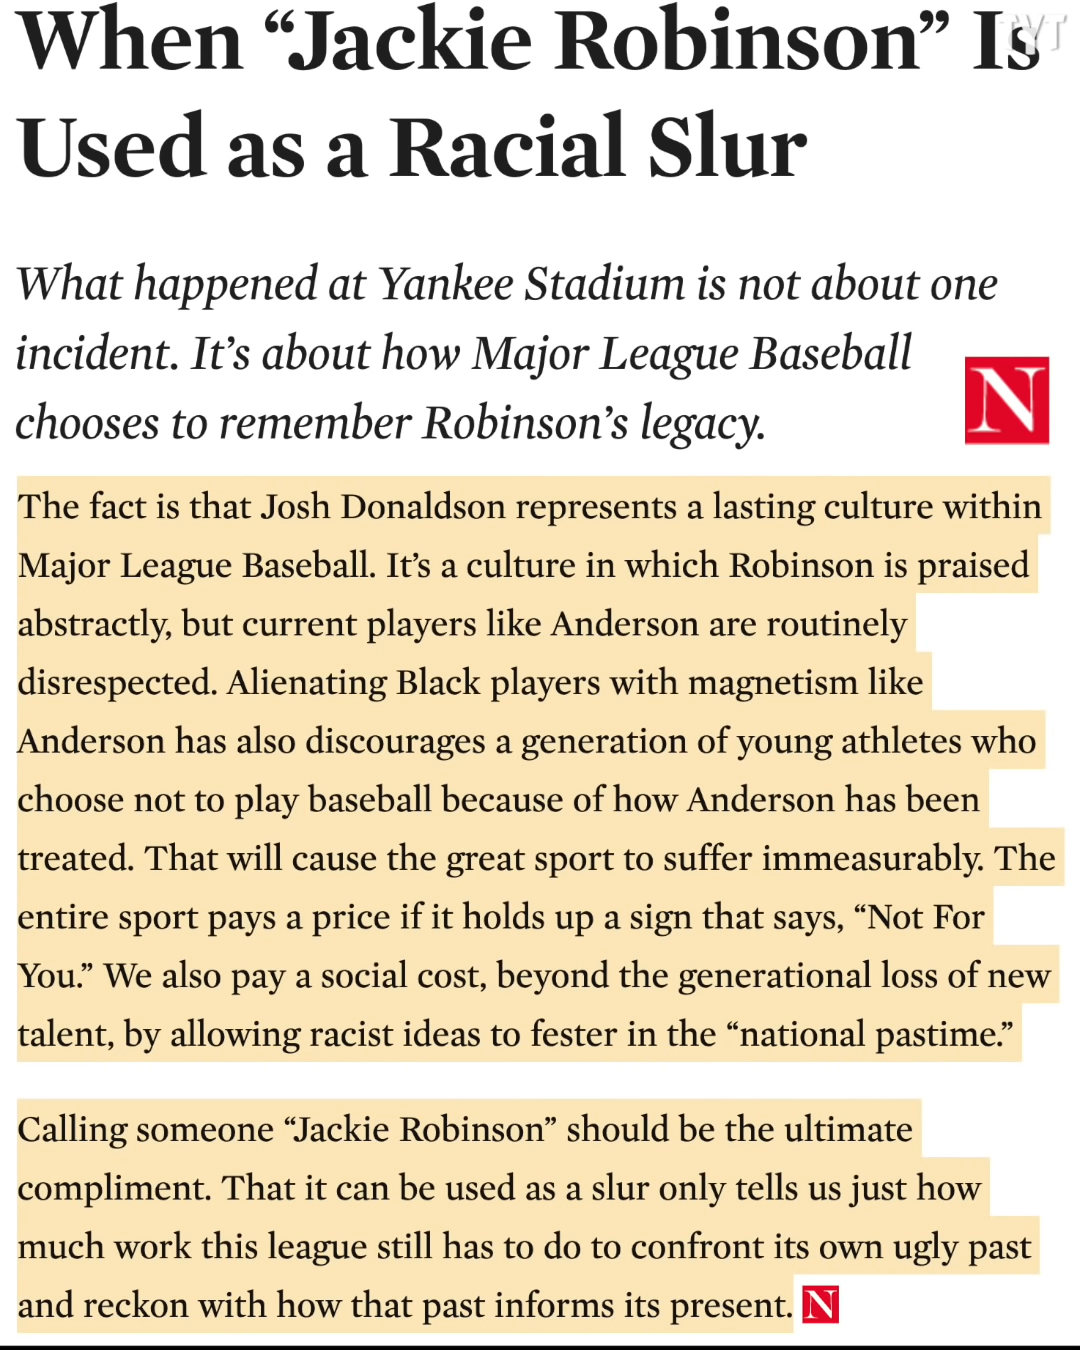 When “Jackie Robinson” Is
TYT
Used as a Racial Slur
What happened at Yankee Stadium is not about one
incident. It’s about how Major League Baseball
chooses to remember Robinson’s legacy.
N
The fact is that Josh Donaldson represents a lasting culture within
Major League Baseball. It’s a culture in which Robinson is praised
abstractly, but current players like Anderson are routinely
disrespected. Alienating Black players with magnetism like
Anderson has also discourages a generation of young athletes who
choose not to play baseball because of how Anderson has been
treated. That will cause the great sport to suffer immeasurably. The
entire sport pays a price if it holds up a sign that says, “Not For
You.” We also pay a social cost, beyond the generational loss of new
talent, by allowing racist ideas to fester in the “national pastime.”
Calling someone “Jackie Robinson” should be the ultimate
compliment. That it can be used as a slur only tells us just how
much work this league still has to do to confront its own ugly past
and reckon with how that past informs its present. N